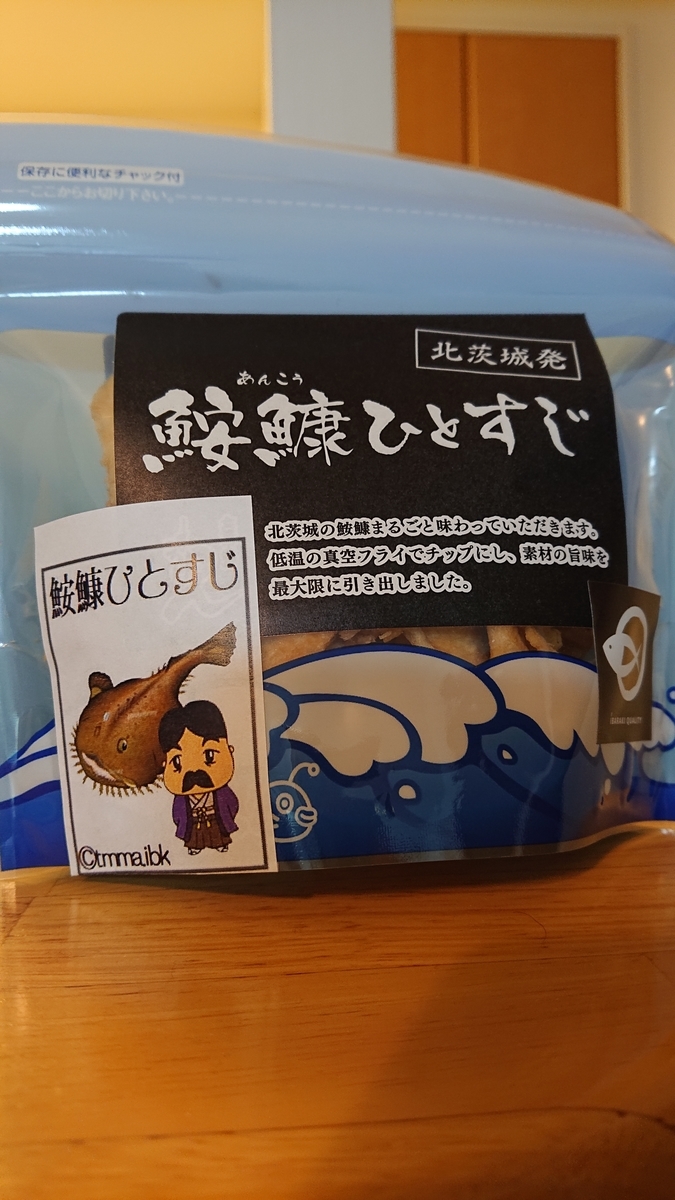 保存に便利なチャック付
ここからお切り下さい。
北茨城発
あんこう
鮟鱇ひとすじ
北茨城の鮟鱇まるごと味わっていただきます。
低温の真空フライでチップにし、素材の旨味を
最大限に引き出しました。
鮟鱇ひとすじ
©tmma.ibk
IBARAKI QUALITY